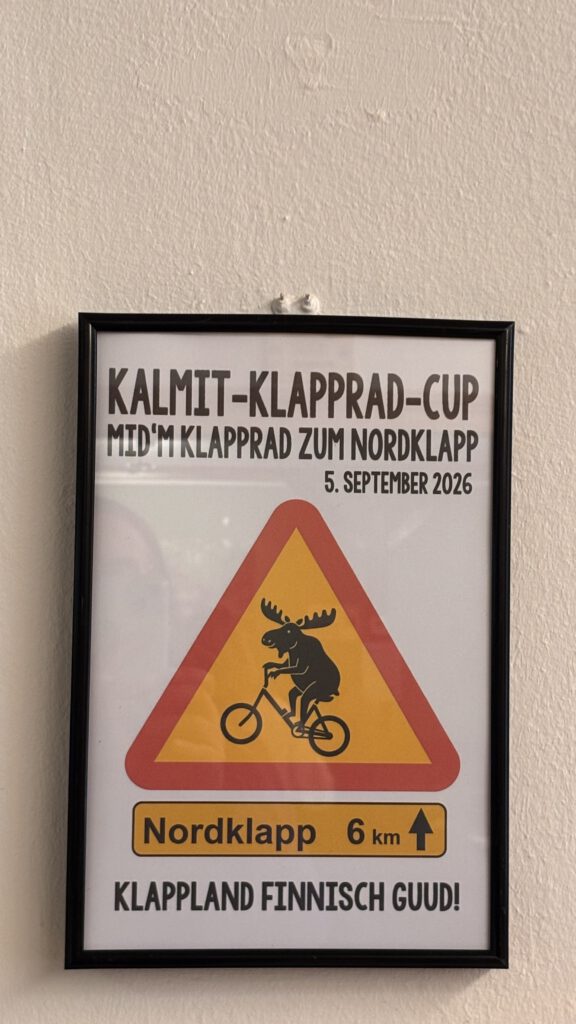 KALMIT-KLAPPRAD-CUP
MID'M KLAPPRAD ZUM NORDKLAPP
5. SEPTEMBER 2026
Nordklapp 6 km ↑
KLAPPLAND FINNISCH GUUD!